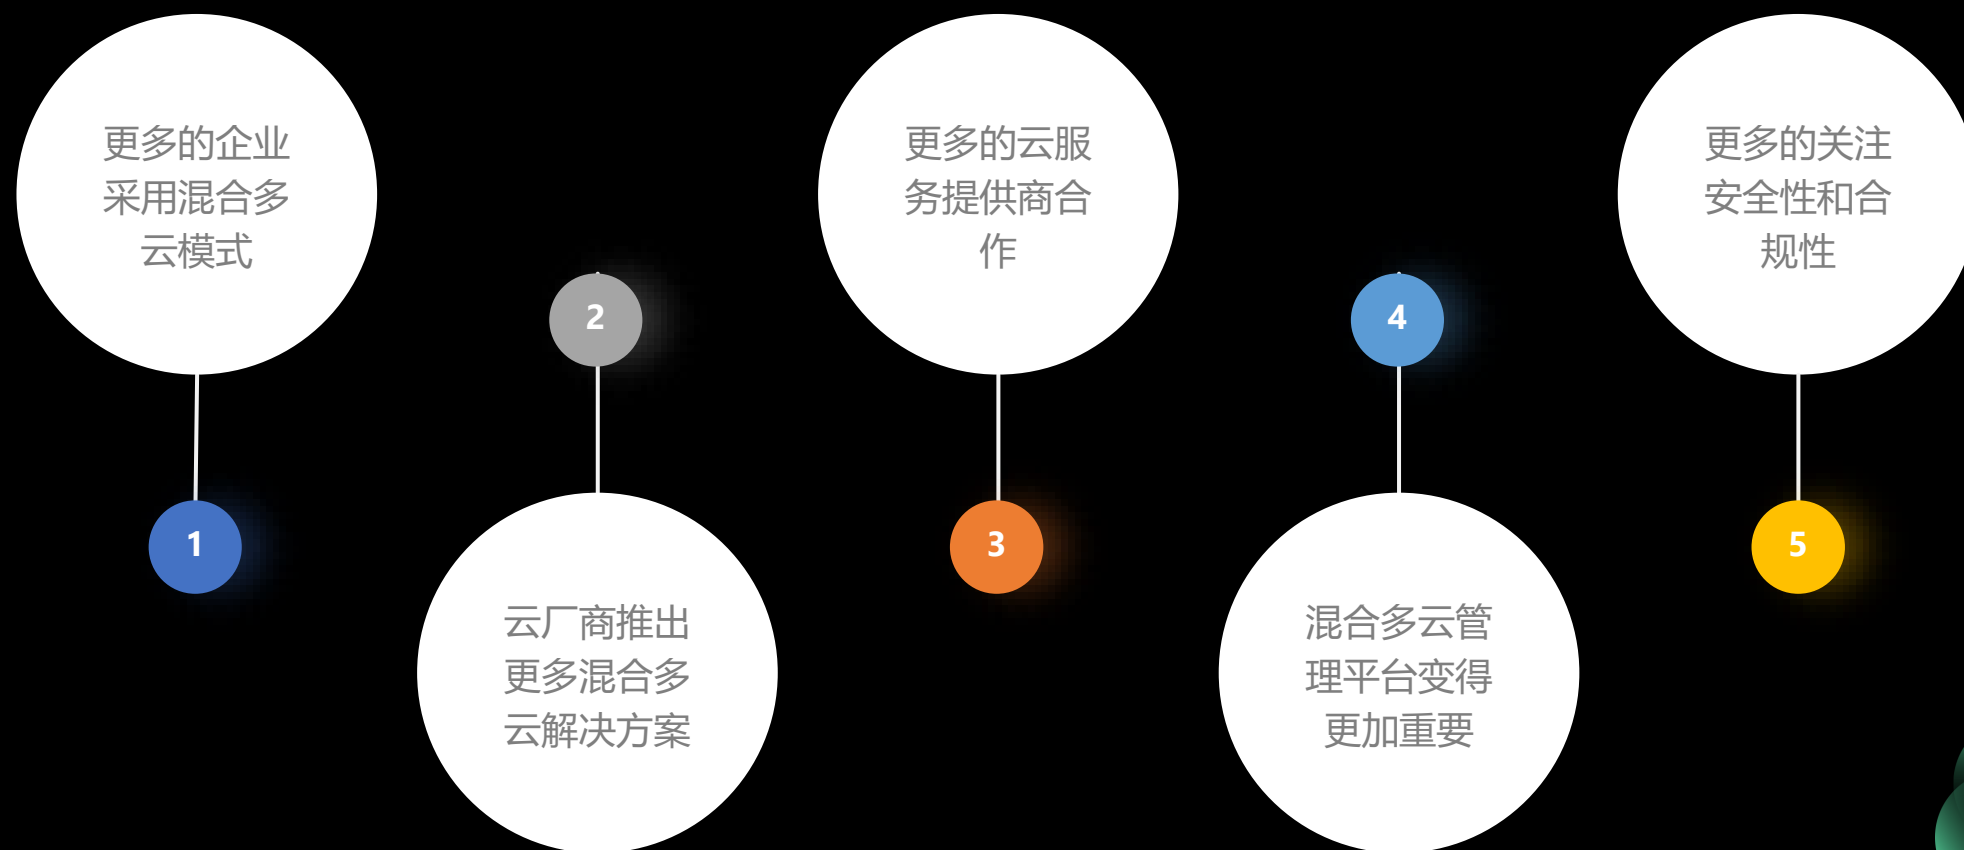 更多的企业
采用混合多
云模式
1
2
云厂商推出
更多混合多
云解决方案
更多的云服
务提供商合
作
3
4
混合多云管
理平台变得
更加重要
更多的关注
安全性和合
规性
5